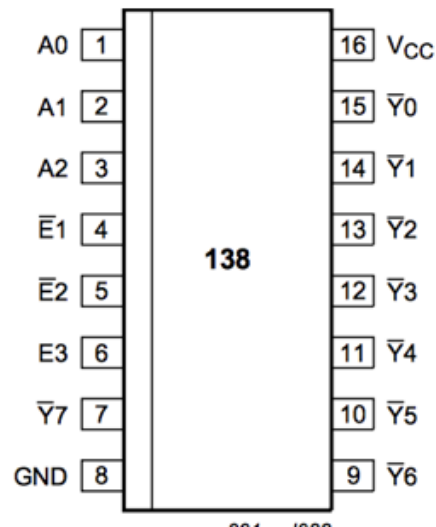 A0 1 16 VCC
A1 2 15 Y̅0
A2 3 14 Y̅1
E̅1 4 13 Y̅2
138
E̅2 5 12 Y̅3
E3 6 11 Y̅4
Y̅7 7 10 Y̅5
GND 8 9 Y̅6